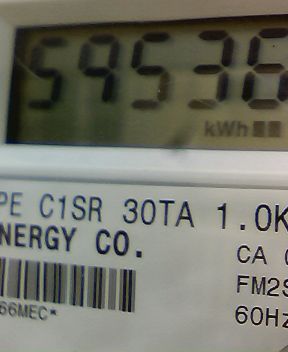 59536
kWh
PE C1SR 30TA 1.0K
NERGY CO.
CA
FM2S
66MEC*
60Hz